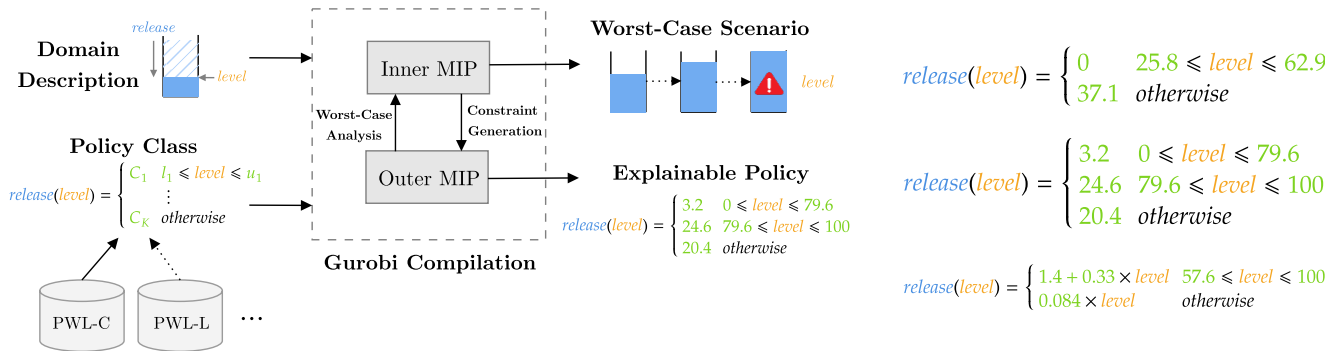 Domain
Description
release
level
Policy Class
release(level) = { C₁ l₁ ⩽ level ⩽ u₁
⋮
C_K otherwise
PWL-C
PWL-L
...
Inner MIP
Worst-Case
Analysis
Constraint
Generation
Outer MIP
Gurobi Compilation
Worst-Case Scenario
level
Explainable Policy
release(level) = { 3.2 0 ⩽ level ⩽ 79.6
24.6 79.6 ⩽ level ⩽ 100
20.4 otherwise
release(level) = { 0 25.8 ⩽ level ⩽ 62.9
37.1 otherwise
release(level) = { 3.2 0 ⩽ level ⩽ 79.6
24.6 79.6 ⩽ level ⩽ 100
20.4 otherwise
release(level) = { 1.4 + 0.33 × level 57.6 ⩽ level ⩽ 100
0.084 × level otherwise